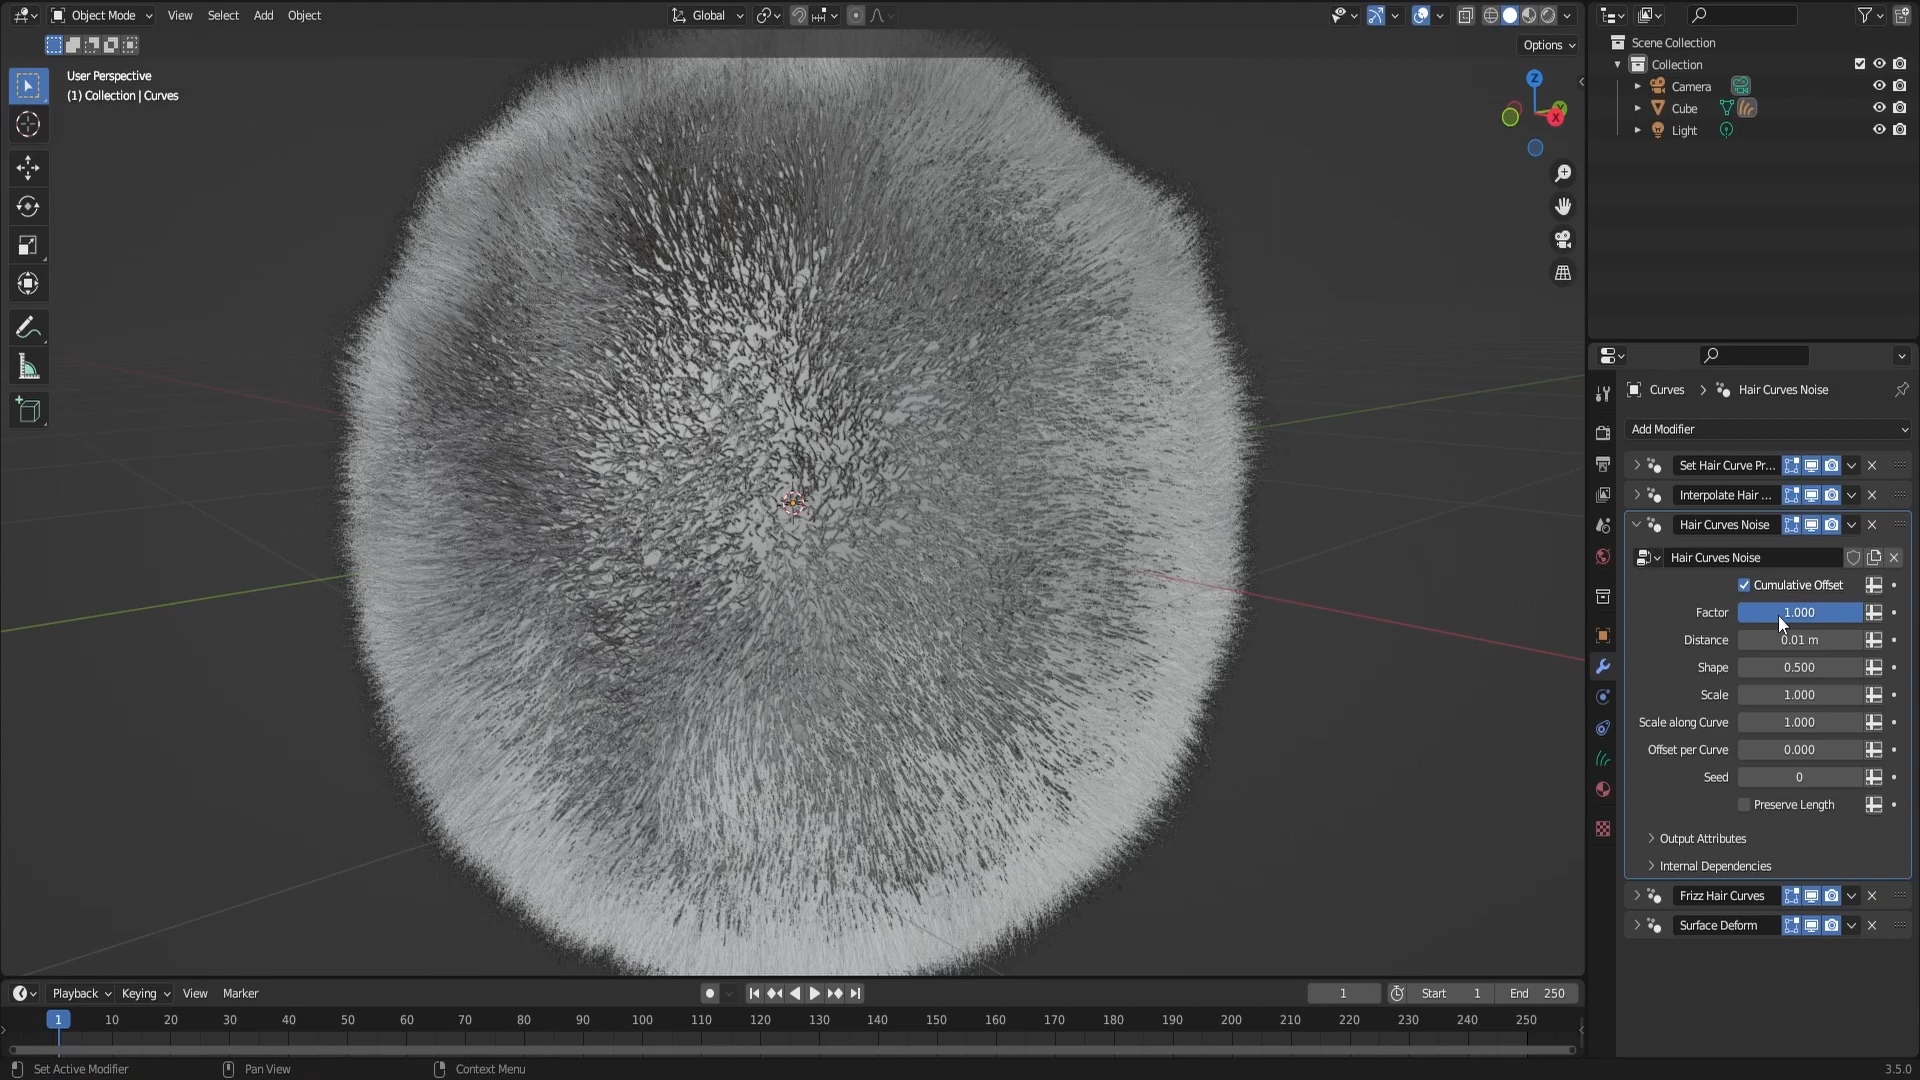 Object Mode View Select Add Object Global
Options
User Perspective
(1) Collection | Curves
Z
Y
X
Scene Collection
Collection
Camera
Cube
Light
Curves > Hair Curves Noise
Add Modifier
Set Hair Curve Pr...
Interpolate Hair ...
Hair Curves Noise
Hair Curves Noise
Cumulative Offset
Factor 1.000
Distance 0.01 m
Shape 0.500
Scale 1.000
Scale along Curve 1.000
Offset per Curve 0.000
Seed 0
Preserve Length
Output Attributes
Internal Dependencies
Frizz Hair Curves
Surface Deform
Playback Keying View Marker 1 Start 1 End 250
1 10 20 30 40 50 60 70 80 90 100 110 120 130 140 150 160 170 180 190 200 210 220 230 240 250
Set Active Modifier Pan View Context Menu 3.5.0